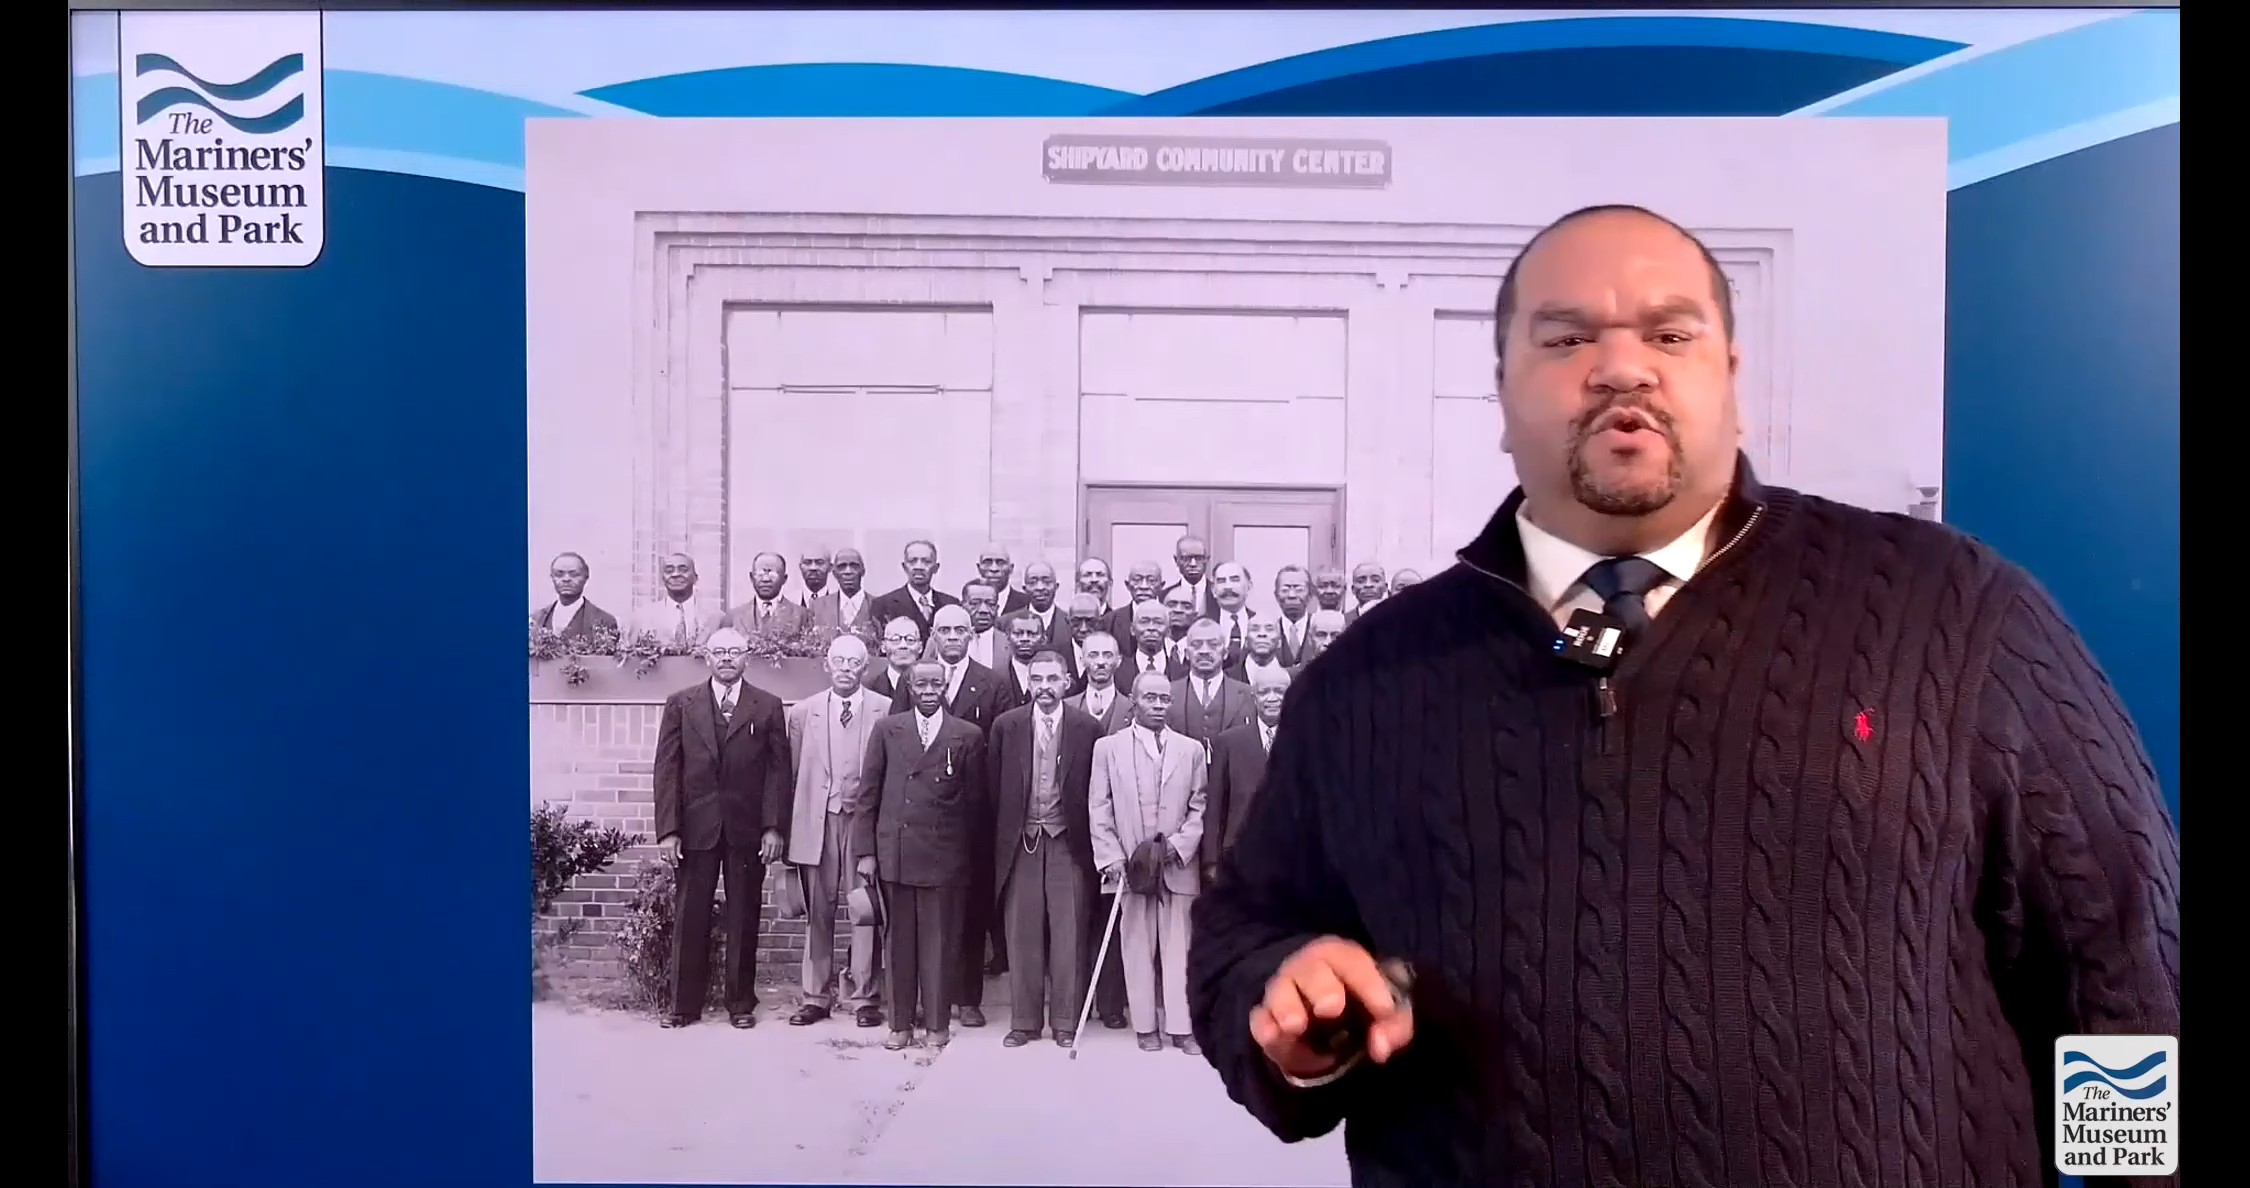 The
Mariners'
Museum
and Park
SHIPYARD COMMUNITY CENTER
The
Mariners'
Museum
and Park